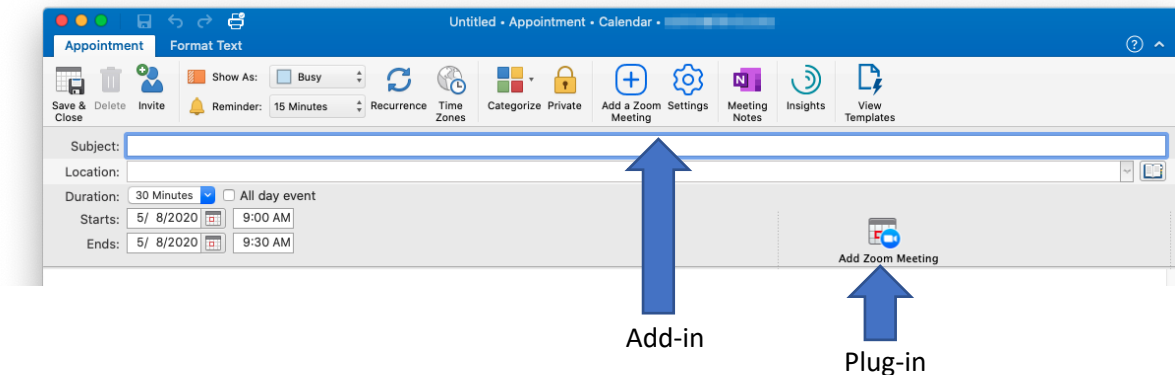 Untitled • Appointment • Calendar •
Appointment Format Text
Show As: Busy
Reminder: 15 Minutes
Save & Close
Delete
Invite
Recurrence
Time Zones
Categorize
Private
Add a Zoom Meeting
Settings
Meeting Notes
Insights
View Templates
Subject:
Location:
Duration: 30 Minutes All day event
Starts: 5/ 8/2020 9:00 AM
Ends: 5/ 8/2020 9:30 AM
Add Zoom Meeting
Add-in
Plug-in